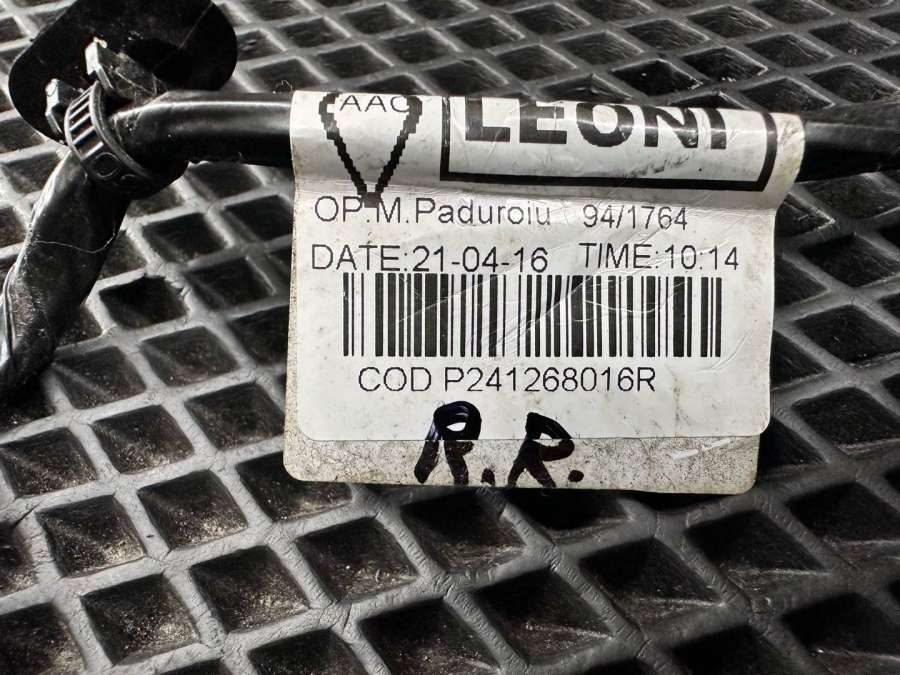 AAC LEONI
OP.M.Paduroiu 94/1764
DATE:21-04-16 TIME:10:14
COD P241268016R
R.R.